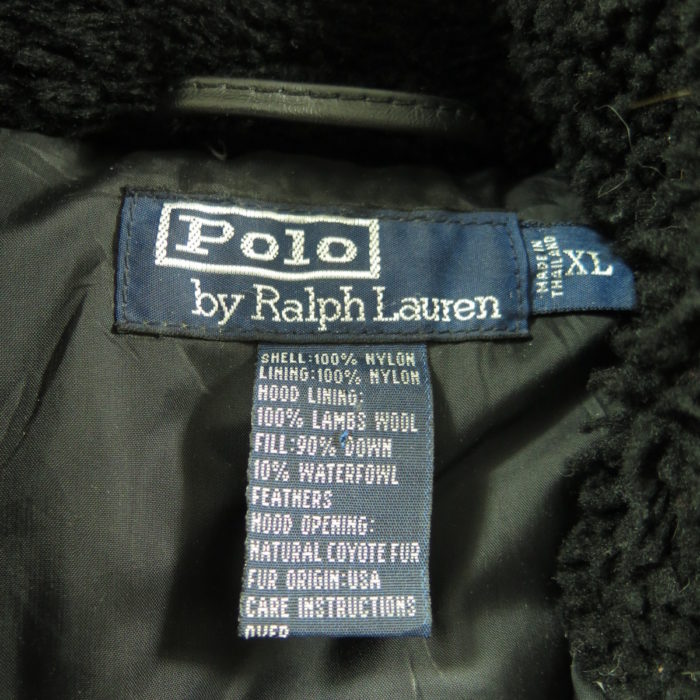 Polo
by Ralph Lauren
MADE IN
THAILAND
XL
SHELL:100% NYLON
LINING:100% NYLON
HOOD LINING:
100% LAMBS WOOL
FILL:90% DOWN
10% WATERFOWL
FEATHERS
HOOD OPENING:
NATURAL COYOTE FUR
FUR ORIGIN:USA
CARE INSTRUCTIONS
OVER